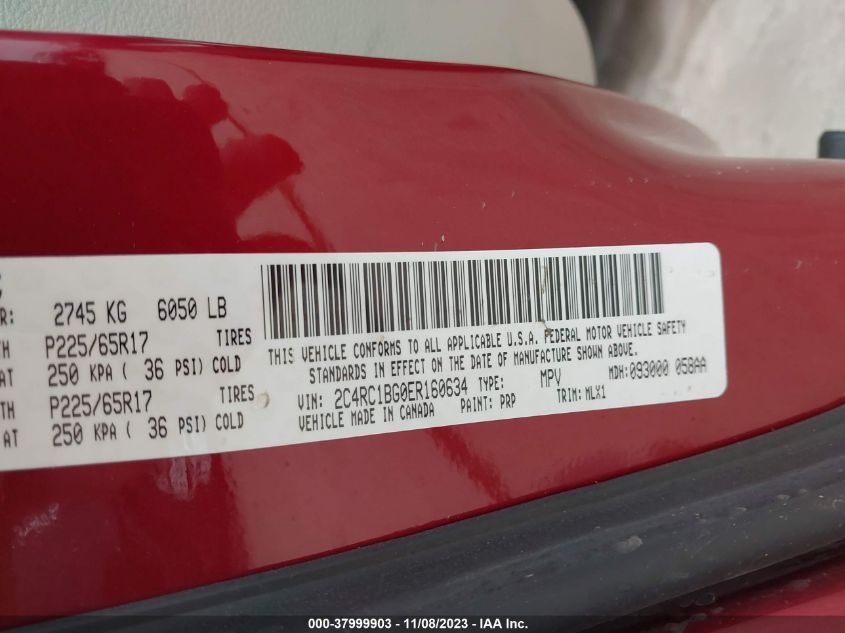 R: 2745 KG 6050 LB
TH P225/65R17 TIRES
AT 250 KPA ( 36 PSI) COLD
TH P225/65R17 TIRES
AT 250 KPA ( 36 PSI) COLD
THIS VEHICLE CONFORMS TO ALL APPLICABLE U.S.A. FEDERAL MOTOR VEHICLE SAFETY
STANDARDS IN EFFECT ON THE DATE OF MANUFACTURE SHOWN ABOVE.
VIN: 2C4RC1BG0ER160634 TYPE: MPV MDH: 093000 058AA
VEHICLE MADE IN CANADA PAINT: PRP TRIM: MLX1
000-37999903 - 11/08/2023 - IAA Inc.